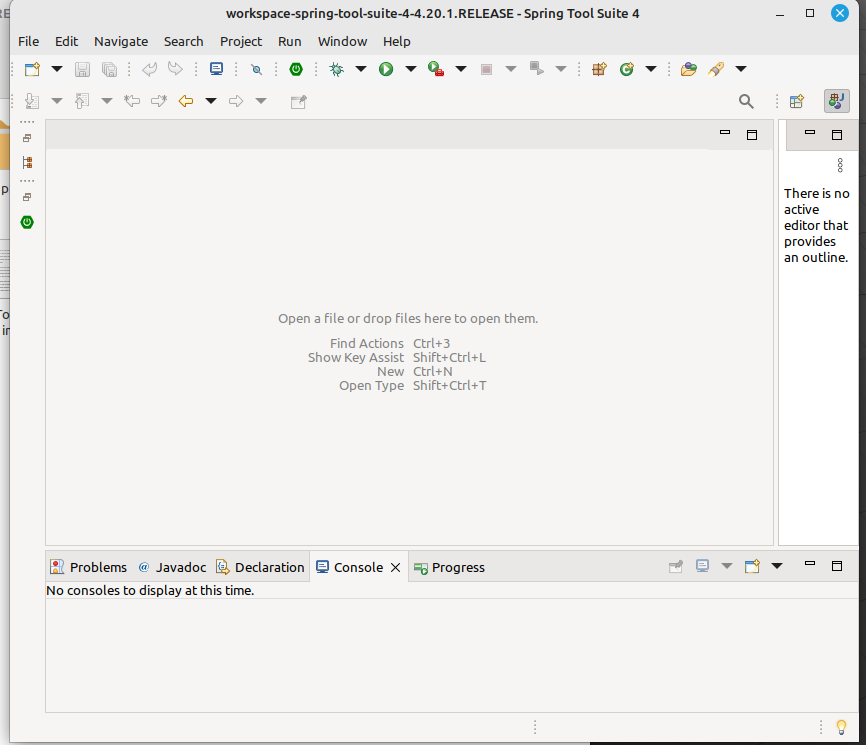 workspace-spring-tool-suite-4-4.20.1.RELEASE - Spring Tool Suite 4
File Edit Navigate Search Project Run Window Help
There is no
active
editor that
provides
an outline.
Open a file or drop files here to open them.
Find Actions Ctrl+3
Show Key Assist Shift+Ctrl+L
New Ctrl+N
Open Type Shift+Ctrl+T
Problems @ Javadoc Declaration Console Progress
No consoles to display at this time.